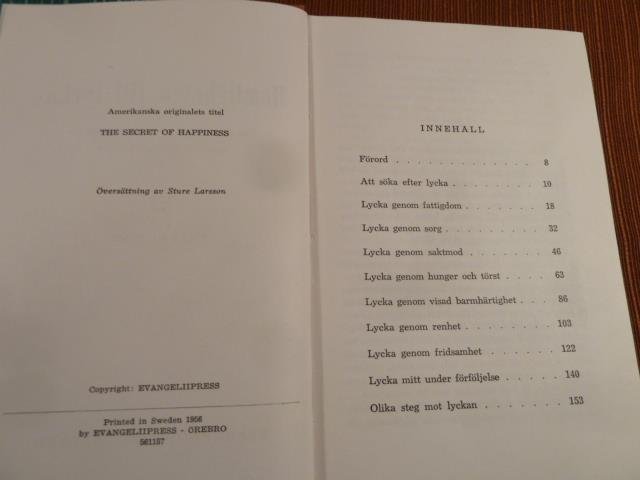 Amerikanska originalets titel
THE SECRET OF HAPPINESS
Översättning av Sture Larsson
Copyright: EVANGELIIPRESS
Printed in Sweden 1956
by EVANGELIIPRESS - ÖREBRO
561157
INNEHALL
Förord . . . . . . . . . . . . . 8
Att söka efter lycka . . . . . . . . 10
Lycka genom fattigdom . . . . . . . 18
Lycka genom sorg . . . . . . . . 32
Lycka genom saktmod . . . . . . . 46
Lycka genom hunger och törst . . . . 63
Lycka genom visad barmhärtighet . . . 86
Lycka genom renhet . . . . . . . . 103
Lycka genom fridsamhet . . . . . . 122
Lycka mitt under förföljelse . . . . . 140
Olika steg mot lyckan . . . . . . . 153